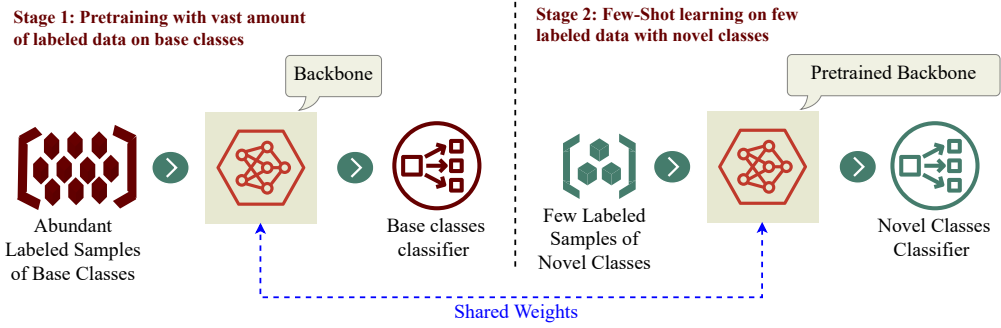 Stage 1: Pretraining with vast amount
of labeled data on base classes
Backbone
Abundant
Labeled Samples
of Base Classes
Base classes
classifier
Stage 2: Few-Shot learning on few
labeled data with novel classes
Pretrained Backbone
Few Labeled
Samples of
Novel Classes
Novel Classes
Classifier
Shared Weights